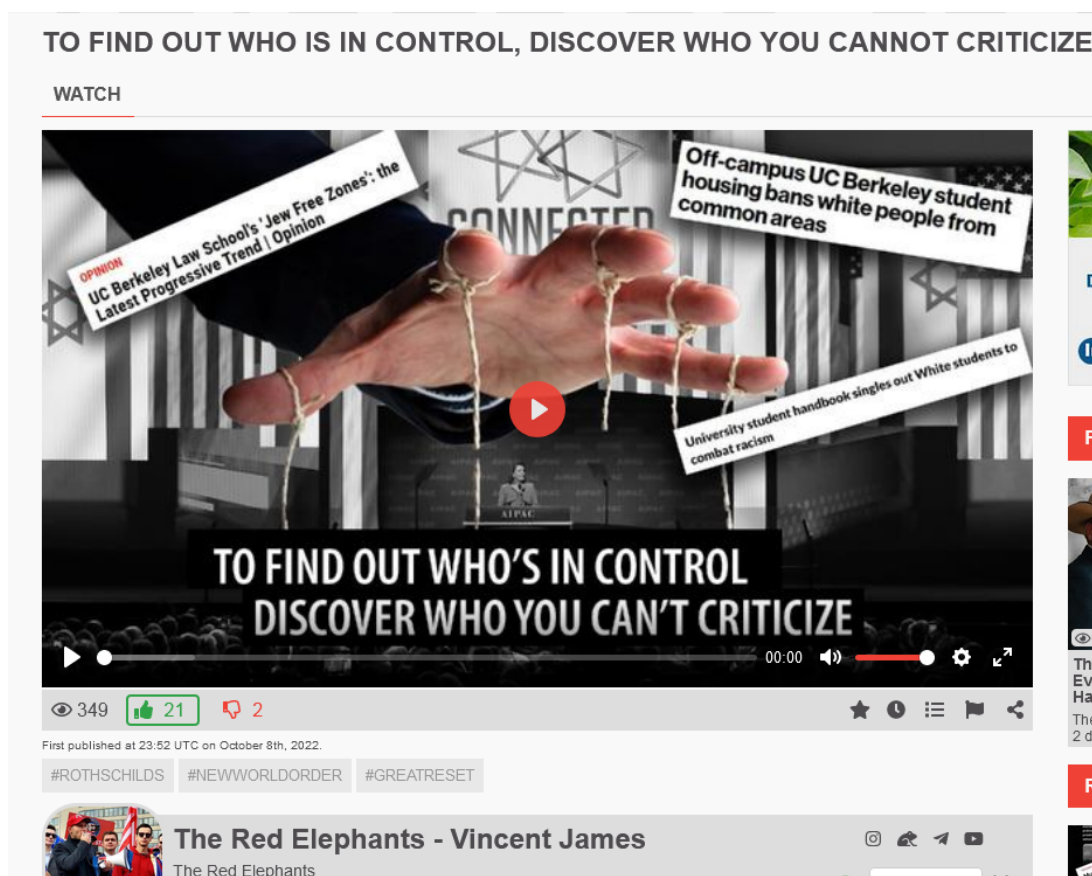 TO FIND OUT WHO IS IN CONTROL, DISCOVER WHO YOU CANNOT CRITICIZE
WATCH
OPINION
UC Berkeley Law School's 'Jew Free Zones': the
Latest Progressive Trend | Opinion
CONNECTED
Off-campus UC Berkeley student
housing bans white people from
common areas
University student handbook singles out White students to
combat racism
AIPAC
TO FIND OUT WHO'S IN CONTROL
DISCOVER WHO YOU CAN'T CRITICIZE
00:00
349
21
2
First published at 23:52 UTC on October 8th, 2022.
#ROTHSCHILDS
#NEWWORLDORDER
#GREATRESET
The Red Elephants - Vincent James
The Red Elephants